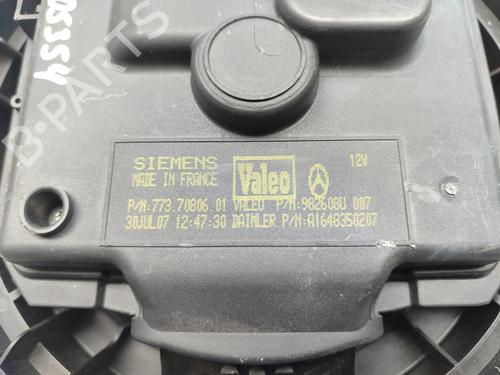 B-PARTS
SIEMENS Valeo 12V
MADE IN FRANCE
P/N:773.70806.01 VALEO P/N:982608U 007
30JUL07 12:47:30 DAIMLER P/N:A1648350207